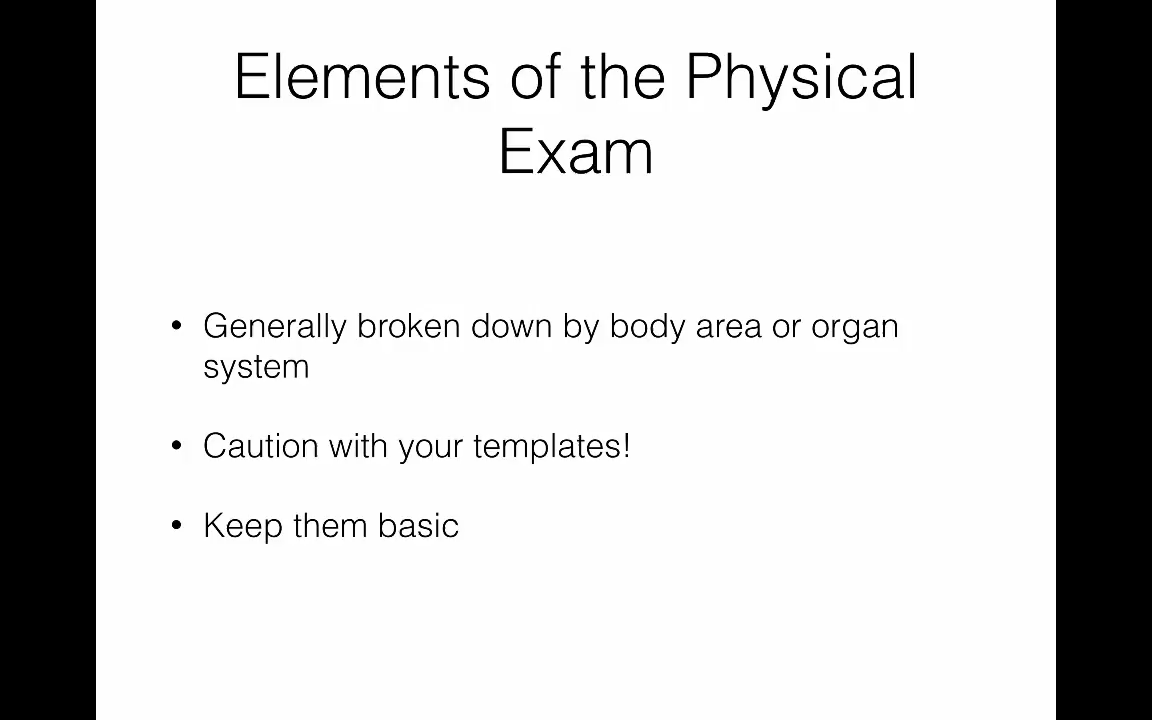 Elements of the Physical
Exam
• Generally broken down by body area or organ
system
• Caution with your templates!
• Keep them basic